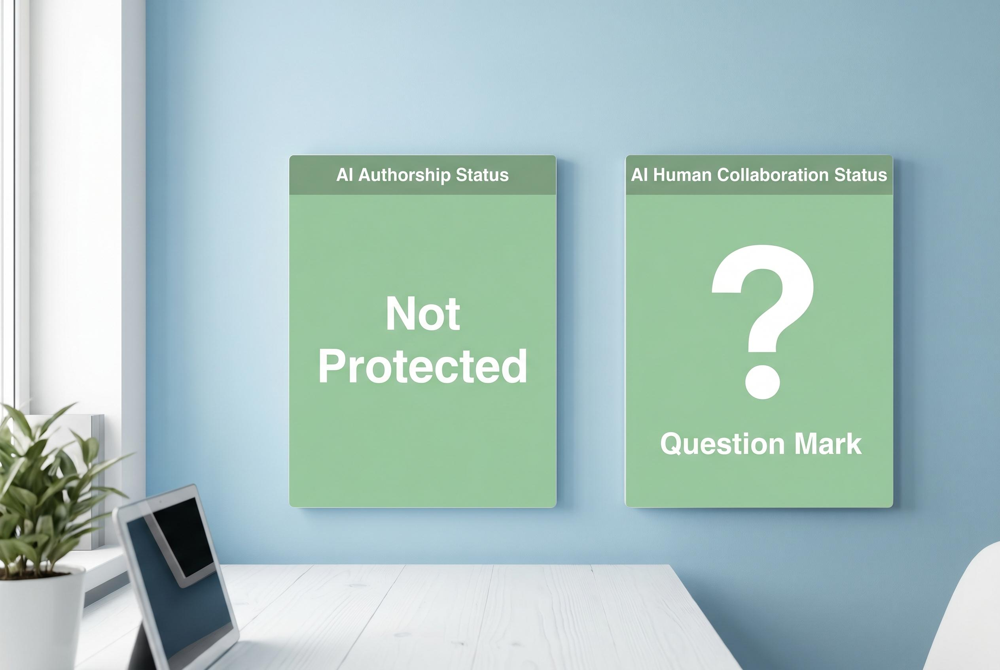 AI Authorship Status
Not
Protected
AI Human Collaboration Status
?
Question Mark